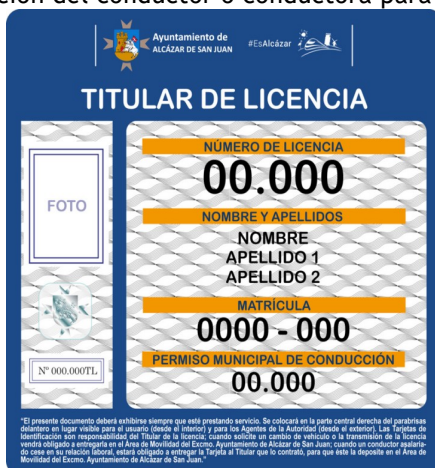 ción del conductor o conductora para
Ayuntamiento de
ALCÁZAR DE SAN JUAN
#EsAlcázar
TITULAR DE LICENCIA
FOTO
Nº 000.000TL
NÚMERO DE LICENCIA
00.000
NOMBRE Y APELLIDOS
NOMBRE
APELLIDO 1
APELLIDO 2
MATRÍCULA
0000 - 000
PERMISO MUNICIPAL DE CONDUCCIÓN
00.000
"El presente documento deberá exhibirse siempre que esté prestando servicio. Se colocará en la parte central derecha del parabrisas
delantero en lugar visible para el usuario (desde el interior) y para los Agentes de la Autoridad (desde el exterior). Las Tarjetas de
Identificación son responsabilidad del Titular de la licencia; cuando solicite un cambio de vehículo o la transmisión de la licencia
vendrá obligado a entregarla en el Área de Movilidad del Excmo. Ayuntamiento de Alcázar de San Juan; cuando un conductor asalaria-
do cese en su relación laboral, estará obligado a entregar la Tarjeta al Titular que lo contrató, para que éste la deposite en el Área de
Movilidad del Excmo. Ayuntamiento de Alcázar de San Juan."